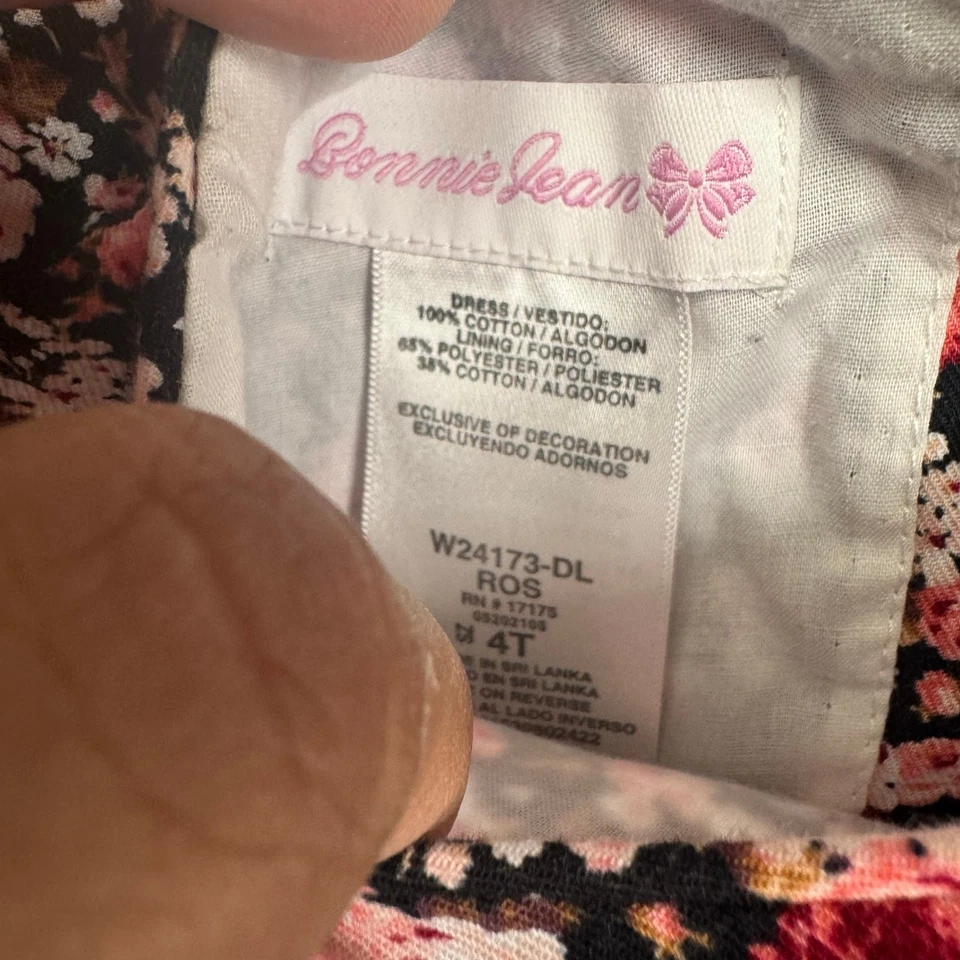 Bonnie Jean
DRESS / VESTIDO:
100% COTTON / ALGODON
LINING / FORRO:
65% POLYESTER / POLIESTER
35% COTTON / ALGODON
EXCLUSIVE OF DECORATION
EXCLUYENDO ADORNOS
W24173-DL
ROS
RN # 17175
4T
IN SRI LANKA
EN SRI LANKA
ON REVERSE
AL LADO INVERSO